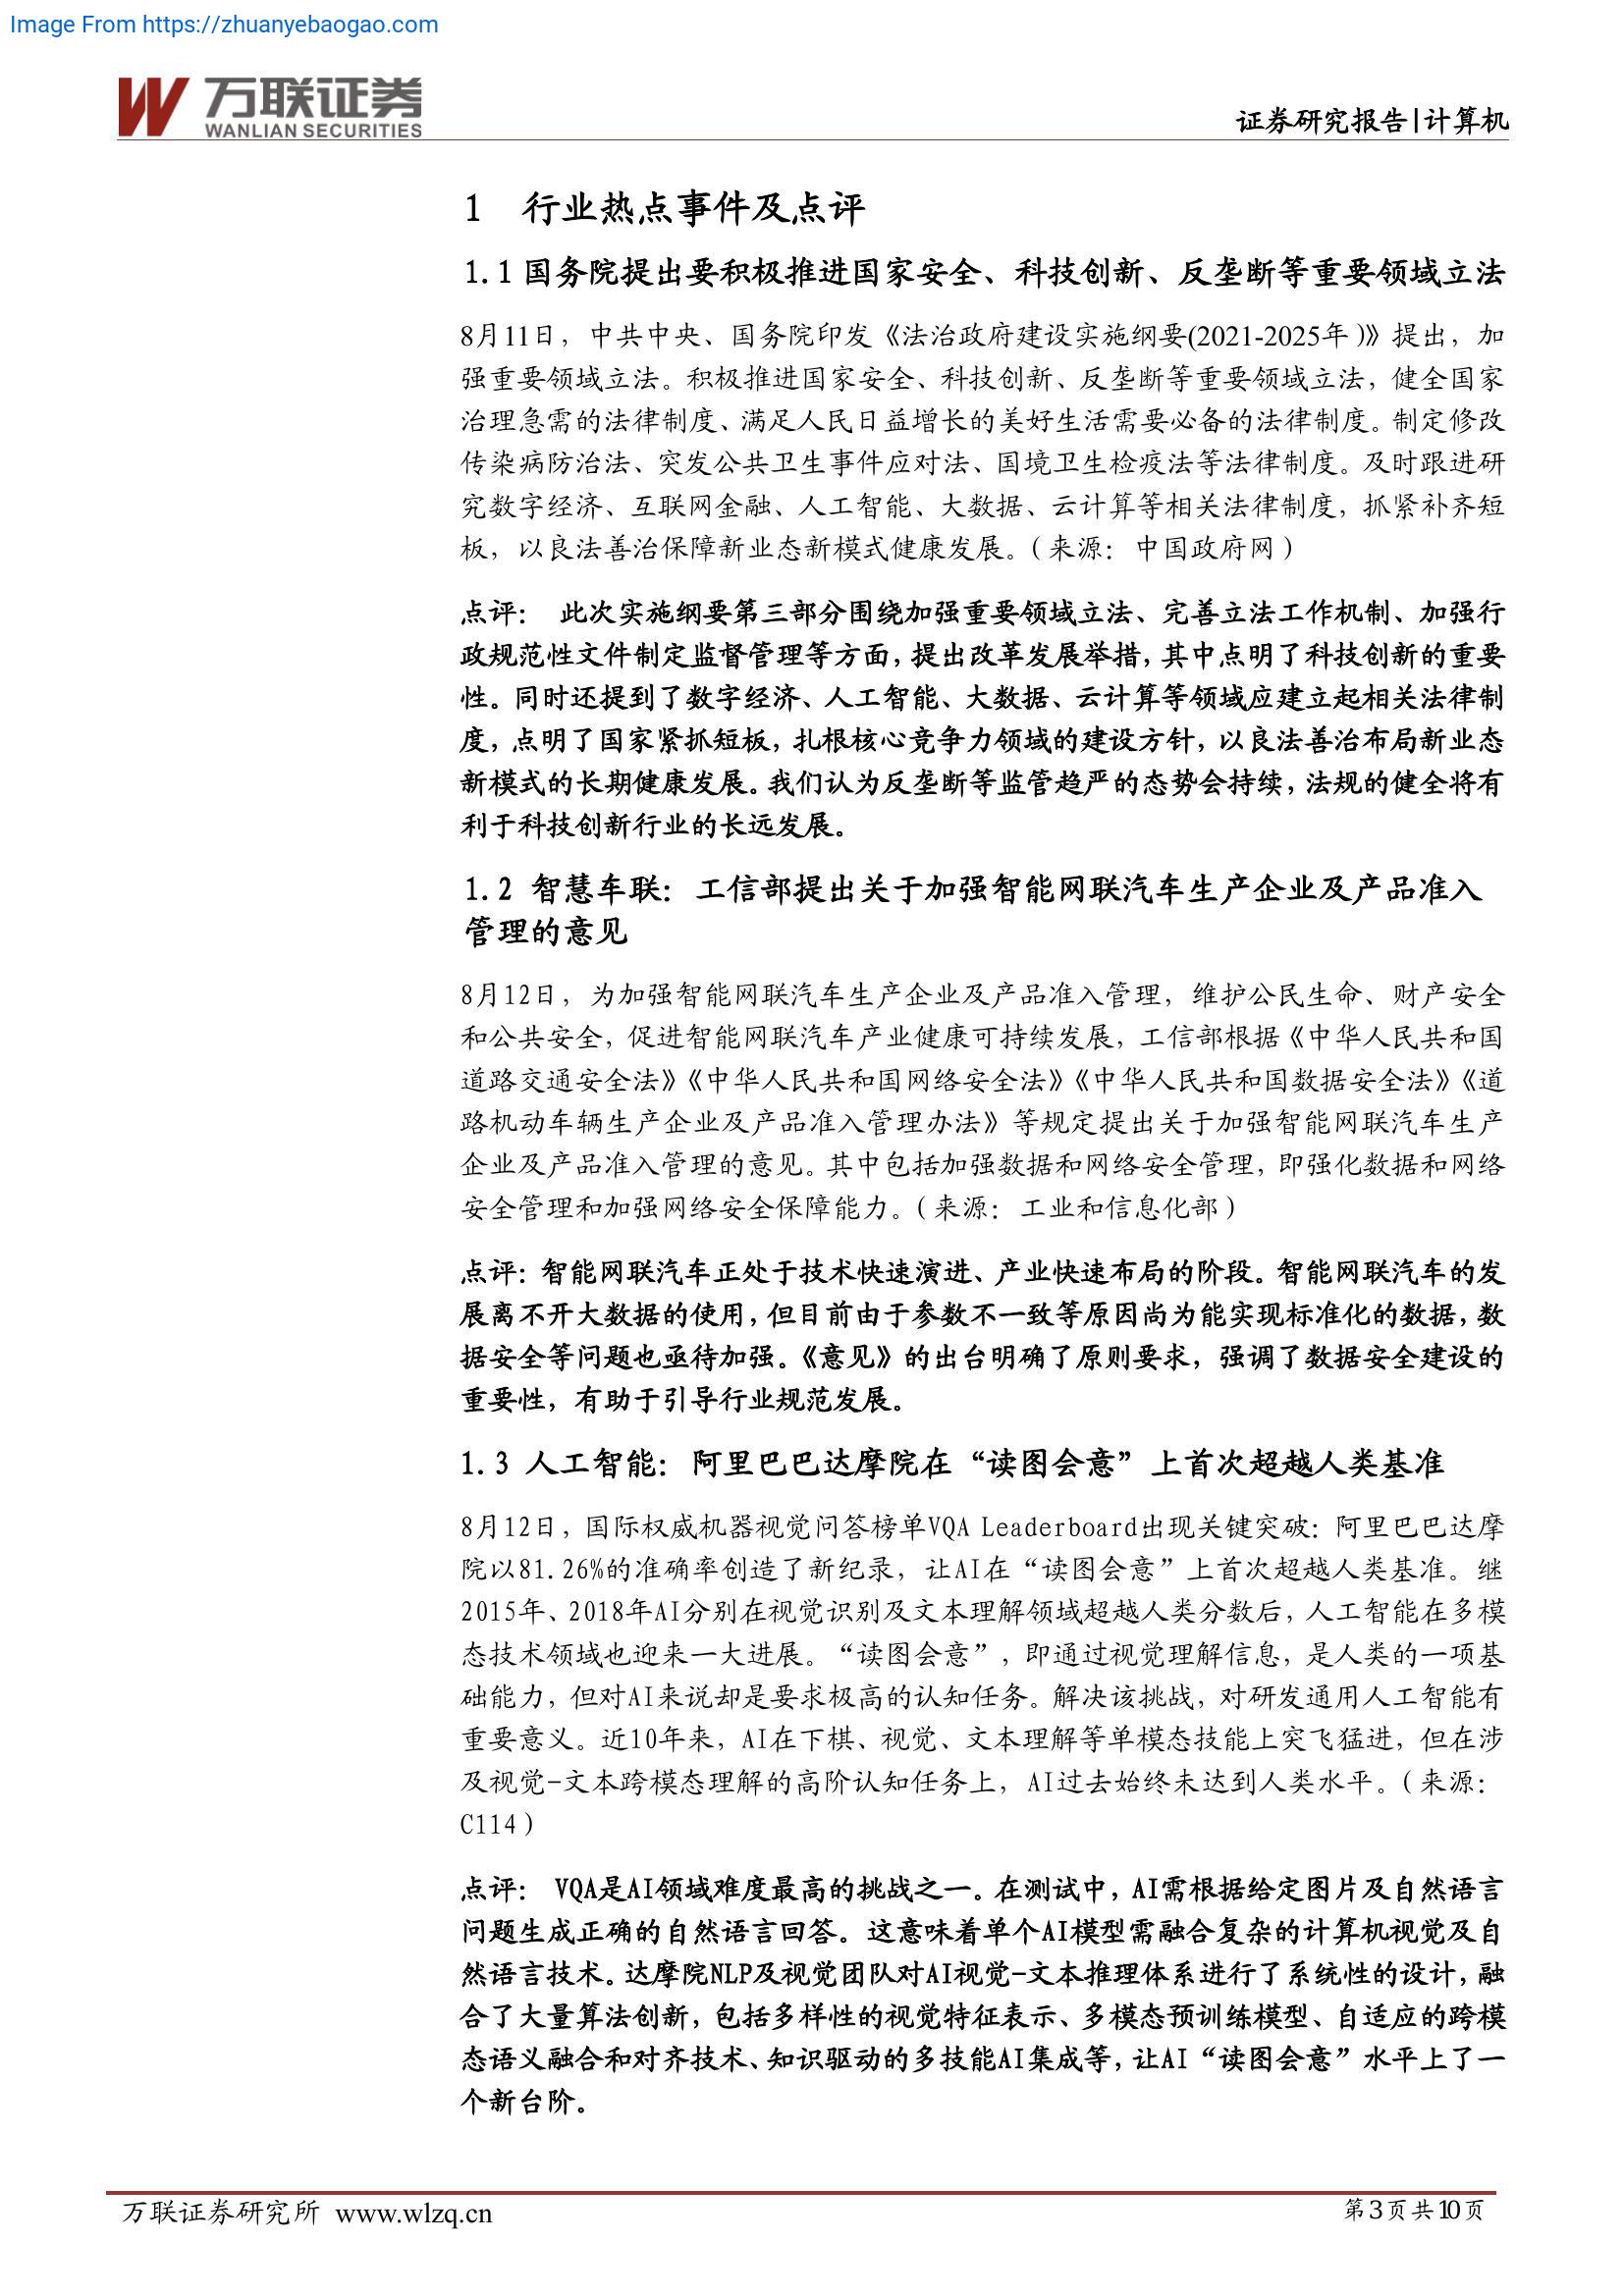 Image From https://zhuanyebaogao.com
万联证券
WANLIAN SECURITIES
证券研究报告|计算机
1 行业热点事件及点评
1.1 国务院提出要积极推进国家安全、科技创新、反垄断等重要领域立法
8月11日，中共中央、国务院印发《法治政府建设实施纲要(2021-2025年)》提出，加
强重要领域立法。积极推进国家安全、科技创新、反垄断等重要领域立法，健全国家
治理急需的法律制度、满足人民日益增长的美好生活需要必备的法律制度。制定修改
传染病防治法、突发公共卫生事件应对法、国境卫生检疫法等法律制度。及时跟进研
究数字经济、互联网金融、人工智能、大数据、云计算等相关法律制度，抓紧补齐短
板，以良法善治保障新业态新模式健康发展。（来源：中国政府网）
点评： 此次实施纲要第三部分围绕加强重要领域立法、完善立法工作机制、加强行
政规范性文件制定监督管理等方面，提出改革发展举措，其中点明了科技创新的重要
性。同时还提到了数字经济、人工智能、大数据、云计算等领域应建立起相关法律制
度，点明了国家紧抓短板，扎根核心竞争力领域的建设方针，以良法善治布局新业态
新模式的长期健康发展。我们认为反垄断等监管趋严的态势会持续，法规的健全将有
利于科技创新行业的长远发展。
1.2 智慧车联：工信部提出关于加强智能网联汽车生产企业及产品准入
管理的意见
8月12日，为加强智能网联汽车生产企业及产品准入管理，维护公民生命、财产安全
和公共安全，促进智能网联汽车产业健康可持续发展，工信部根据《中华人民共和国
道路交通安全法》《中华人民共和国网络安全法》《中华人民共和国数据安全法》《道
路机动车辆生产企业及产品准入管理办法》等规定提出关于加强智能网联汽车生产
企业及产品准入管理的意见。其中包括加强数据和网络安全管理，即强化数据和网络
安全管理和加强网络安全保障能力。（来源：工业和信息化部）
点评：智能网联汽车正处于技术快速演进、产业快速布局的阶段。智能网联汽车的发
展离不开大数据的使用，但目前由于参数不一致等原因尚为能实现标准化的数据，数
据安全等问题也亟待加强。《意见》的出台明确了原则要求，强调了数据安全建设的
重要性，有助于引导行业规范发展。
1.3 人工智能：阿里巴巴达摩院在“读图会意”上首次超越人类基准
8月12日，国际权威机器视觉问答榜单VQA Leaderboard出现关键突破：阿里巴巴达摩
院以81.26%的准确率创造了新纪录，让AI在“读图会意”上首次超越人类基准。继
2015年、2018年AI分别在视觉识别及文本理解领域超越人类分数后，人工智能在多模
态技术领域也迎来一大进展。“读图会意”，即通过视觉理解信息，是人类的一项基
础能力，但对AI来说却是要求极高的认知任务。解决该挑战，对研发通用人工智能有
重要意义。近10年来，AI在下棋、视觉、文本理解等单模态技能上突飞猛进，但在涉
及视觉-文本跨模态理解的高阶认知任务上，AI过去始终未达到人类水平。（来源：
C114）
点评： VQA是AI领域难度最高的挑战之一。在测试中，AI需根据给定图片及自然语言
问题生成正确的自然语言回答。这意味着单个AI模型需融合复杂的计算机视觉及自
然语言技术。达摩院NLP及视觉团队对AI视觉-文本推理体系进行了系统性的设计，融
合了大量算法创新，包括多样性的视觉特征表示、多模态预训练模型、自适应的跨模
态语义融合和对齐技术、知识驱动的多技能AI集成等，让AI“读图会意”水平上了一
个新台阶。
万联证券研究所 www.wlzq.cn
第3页共10页